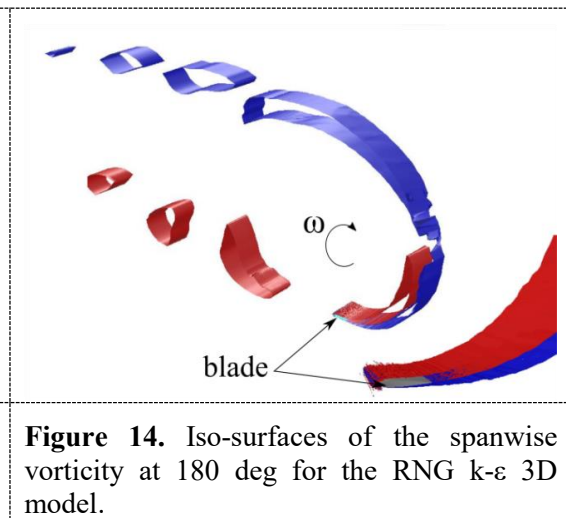 ω
blade
Figure 14. Iso-surfaces of the spanwise
vorticity at 180 deg for the RNG k-ε 3D
model.